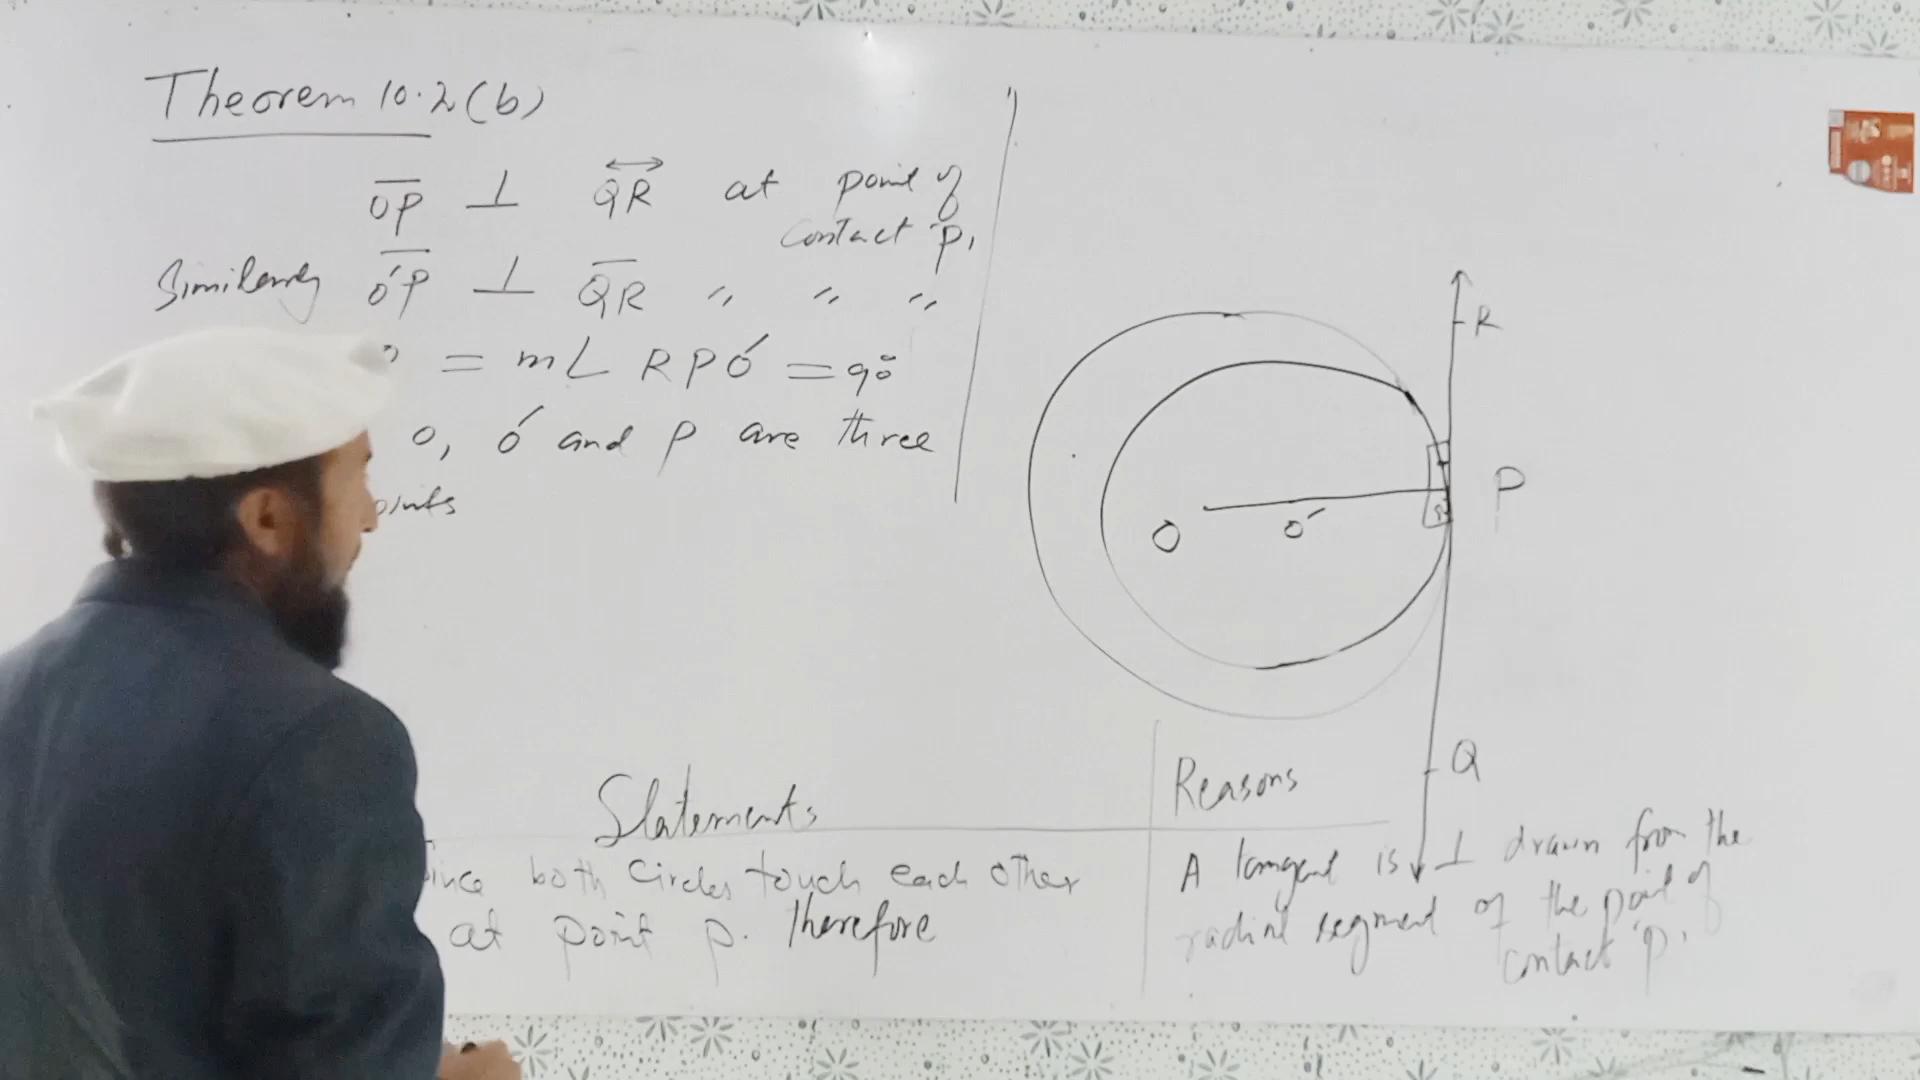 Theorem 10.2(b)
OP ⊥ QR at point of
contact P,
Similarly O'P ⊥ QR " " "
= m∠ RPO' = 90°
O, O' and P are three
oints
R
P
O O'
Q
Statements Reasons
ince both circles touch each other
at point P. Therefore
A tangent is ⊥ drawn from the
radial segment of the point of
contact 'P'